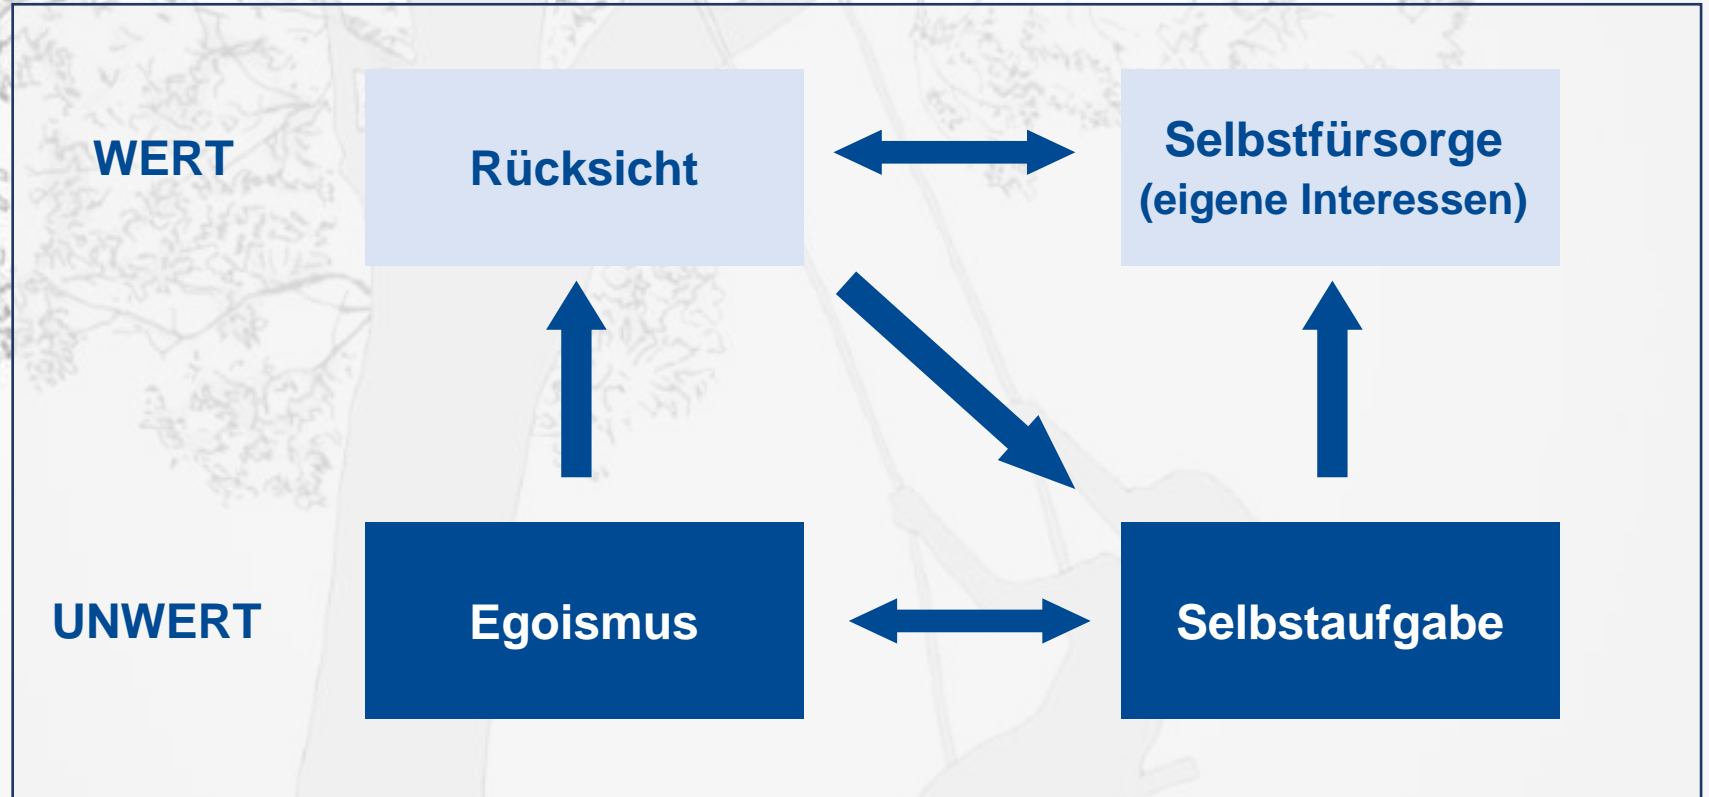 WERT
Rücksicht
Selbstfürsorge
(eigene Interessen)
UNWERT
Egoismus
Selbstaufgabe